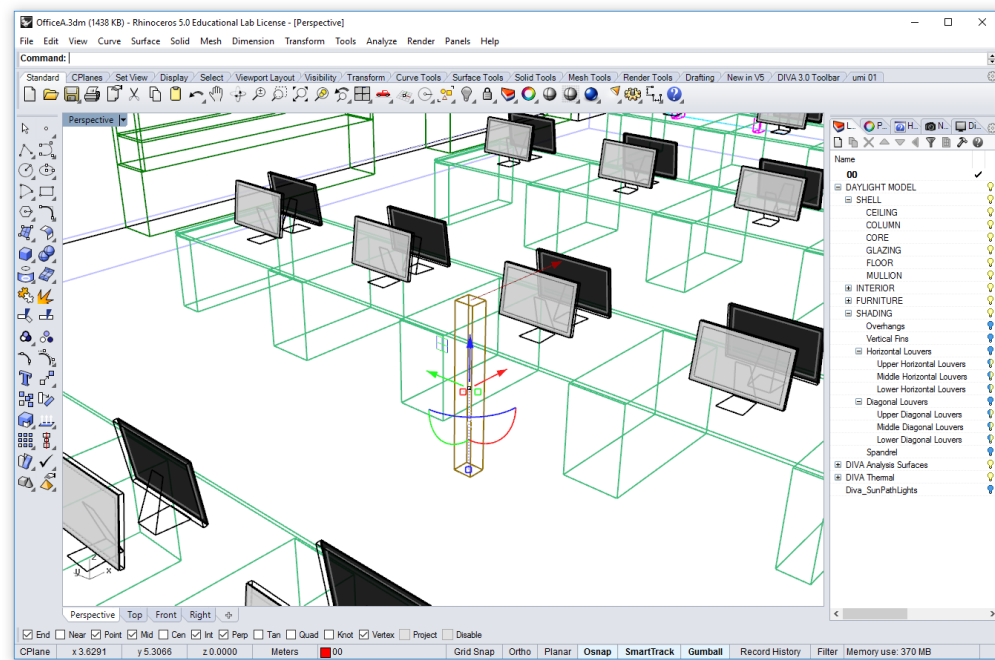 OfficeA.3dm (1438 KB) - Rhinoceros 5.0 Educational Lab License - [Perspective]
File Edit View Curve Surface Solid Mesh Dimension Transform Tools Analyze Render Panels Help
Command:
Standard CPlanes Set View Display Select Viewport Layout Visibility Transform Curve Tools Surface Tools Solid Tools Mesh Tools Render Tools Drafting New in V5 DIVA 3.0 Toolbar umi 01
Perspective
L... P... H... N... Di...
Name
00
DAYLIGHT MODEL
SHELL
CEILING
COLUMN
CORE
GLAZING
FLOOR
MULLION
INTERIOR
FURNITURE
SHADING
Overhangs
Vertical Fins
Horizontal Louvers
Upper Horizontal Louvers
Middle Horizontal Louvers
Lower Horizontal Louvers
Diagonal Louvers
Upper Diagonal Louvers
Middle Diagonal Louvers
Lower Diagonal Louvers
Spandrel
DIVA Analysis Surfaces
DIVA Thermal
Diva_SunPathLights
z
y x
Perspective Top Front Right
End Near Point Mid Cen Int Perp Tan Quad Knot Vertex Project Disable
CPlane x 3.6291 y 5.3066 z 0.0000 Meters 00 Grid Snap Ortho Planar Osnap SmartTrack Gumball Record History Filter Memory use: 370 MB